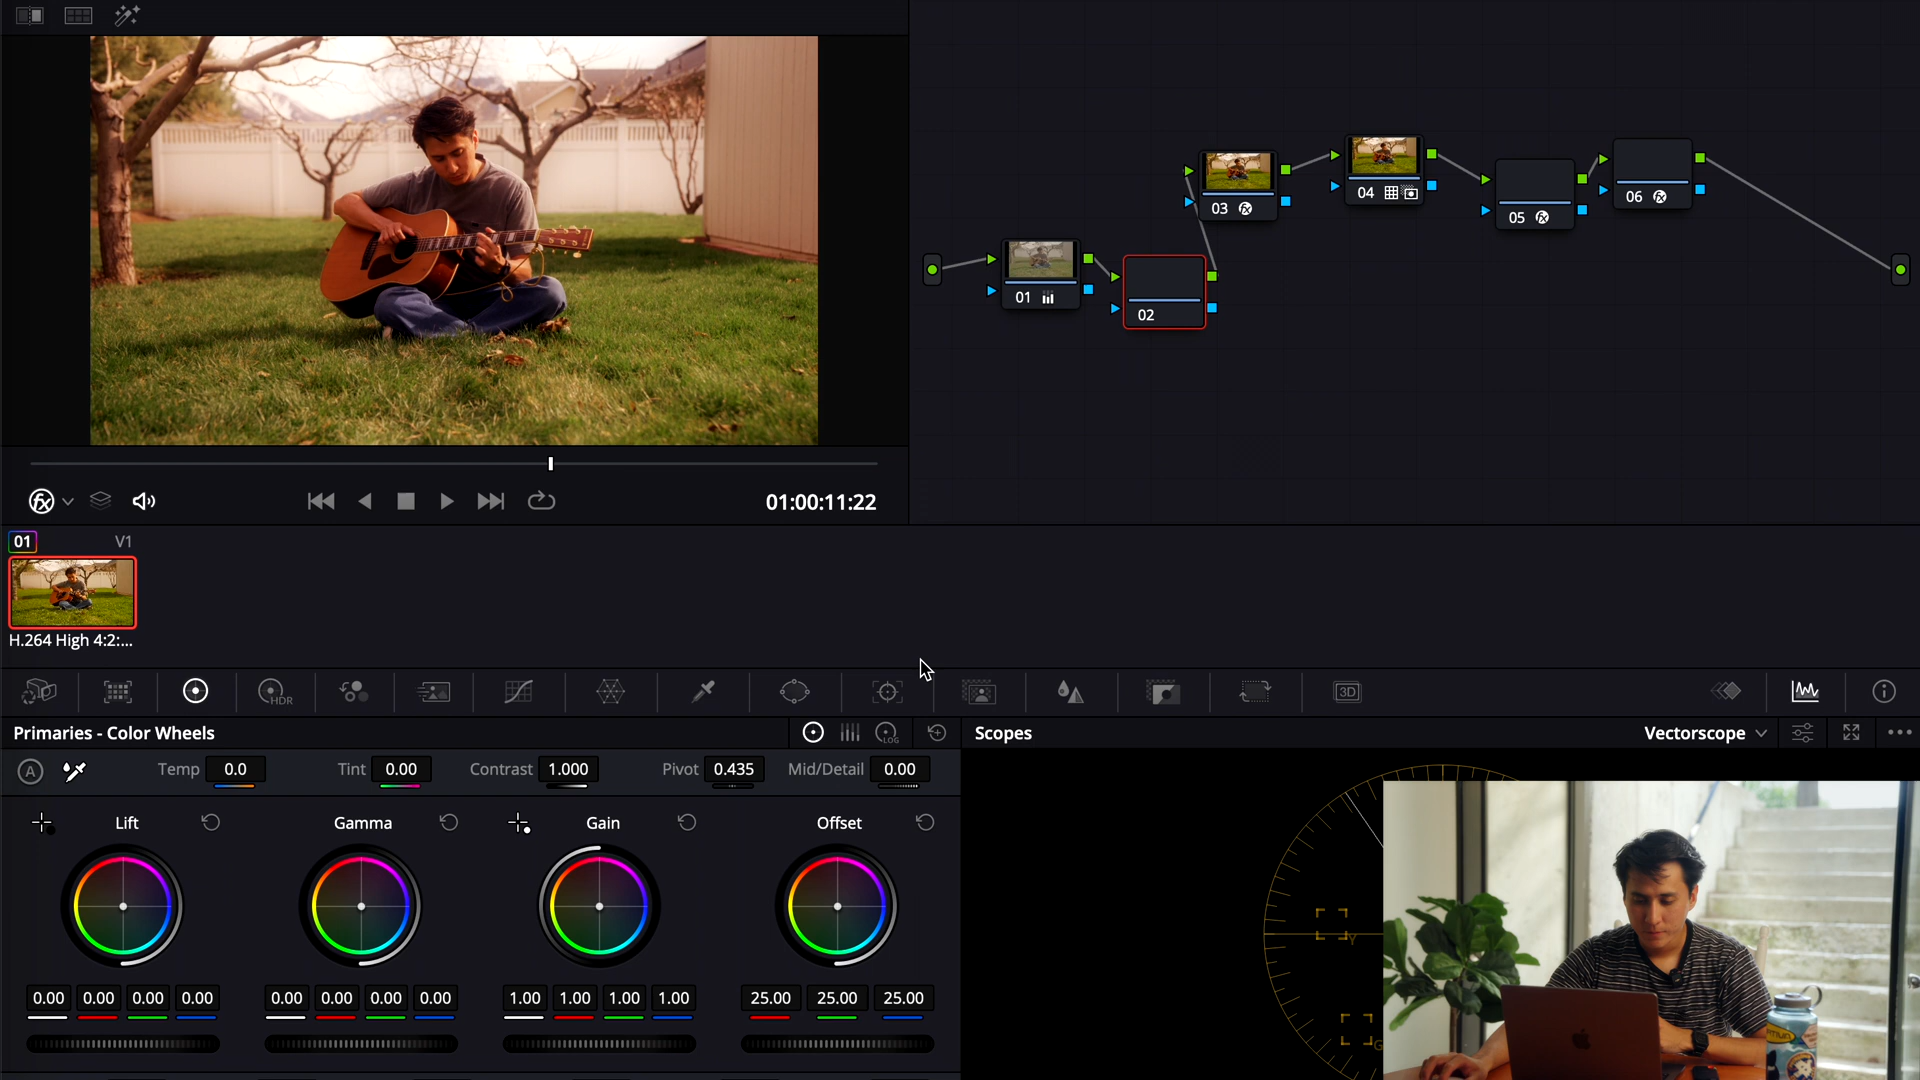 03
04
05
06
01
02
01:00:11:22
01
V1
H.264 High 4:2:...
HDR
3D
Primaries - Color Wheels
LOG
Scopes
Vectorscope
A
Temp
0.0
Tint
0.00
Contrast
1.000
Pivot
0.435
Mid/Detail
0.00
Lift
Gamma
Gain
Offset
0.00 0.00 0.00 0.00
0.00 0.00 0.00 0.00
1.00 1.00 1.00 1.00
25.00 25.00 25.00
Y
G